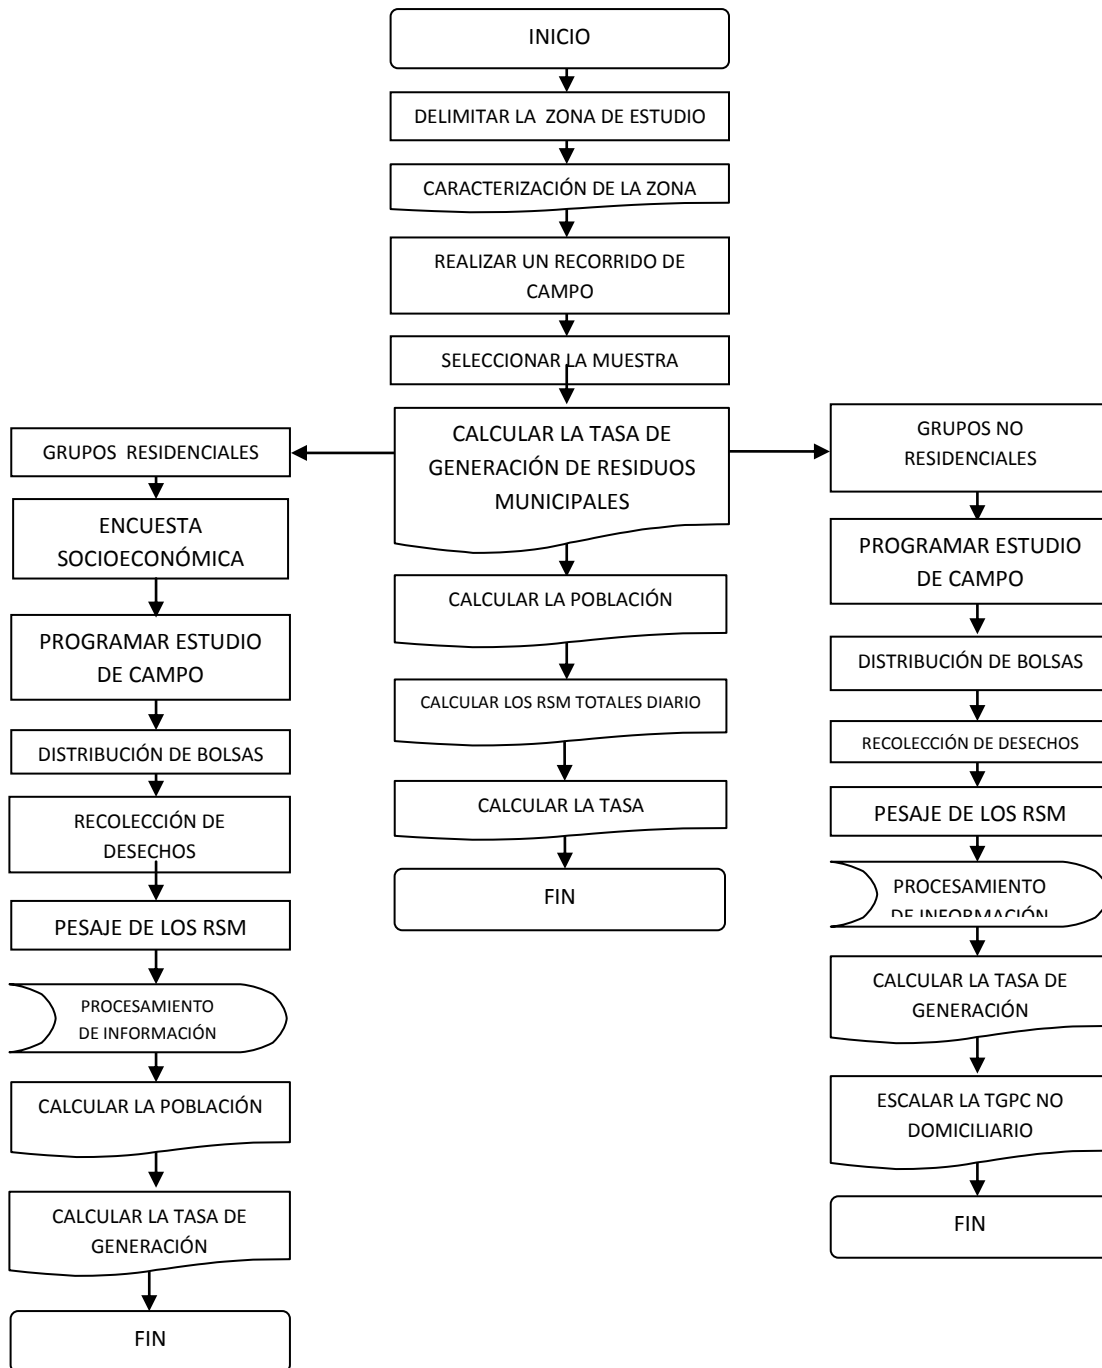 INICIO
DELIMITAR LA ZONA DE ESTUDIO
CARACTERIZACIÓN DE LA ZONA
REALIZAR UN RECORRIDO DE
CAMPO
SELECCIONAR LA MUESTRA
CALCULAR LA TASA DE
GENERACIÓN DE RESIDUOS
MUNICIPALES
CALCULAR LA POBLACIÓN
CALCULAR LOS RSM TOTALES DIARIO
CALCULAR LA TASA
FIN
GRUPOS RESIDENCIALES
ENCUESTA
SOCIOECONÓMICA
PROGRAMAR ESTUDIO
DE CAMPO
DISTRIBUCIÓN DE BOLSAS
RECOLECCIÓN DE
DESECHOS
PESAJE DE LOS RSM
PROCESAMIENTO
DE INFORMACIÓN
CALCULAR LA POBLACIÓN
CALCULAR LA TASA DE
GENERACIÓN
FIN
GRUPOS NO
RESIDENCIALES
PROGRAMAR ESTUDIO
DE CAMPO
DISTRIBUCIÓN DE BOLSAS
RECOLECCIÓN DE DESECHOS
PESAJE DE LOS RSM
PROCESAMIENTO
DE INFORMACIÓN
CALCULAR LA TASA DE
GENERACIÓN
ESCALAR LA TGPC NO
DOMICILIARIO
FIN